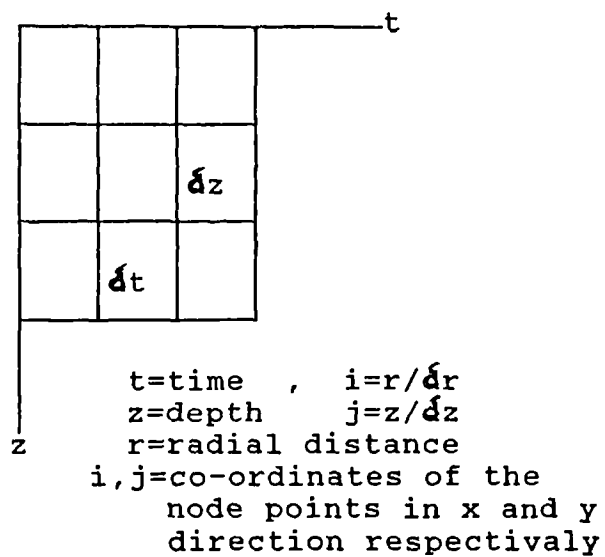 t
δz
δt
t=time , i=r/δr
z=depth j=z/δz
z
r=radial distance
i,j=co-ordinates of the
node points in x and y
direction respectivaly